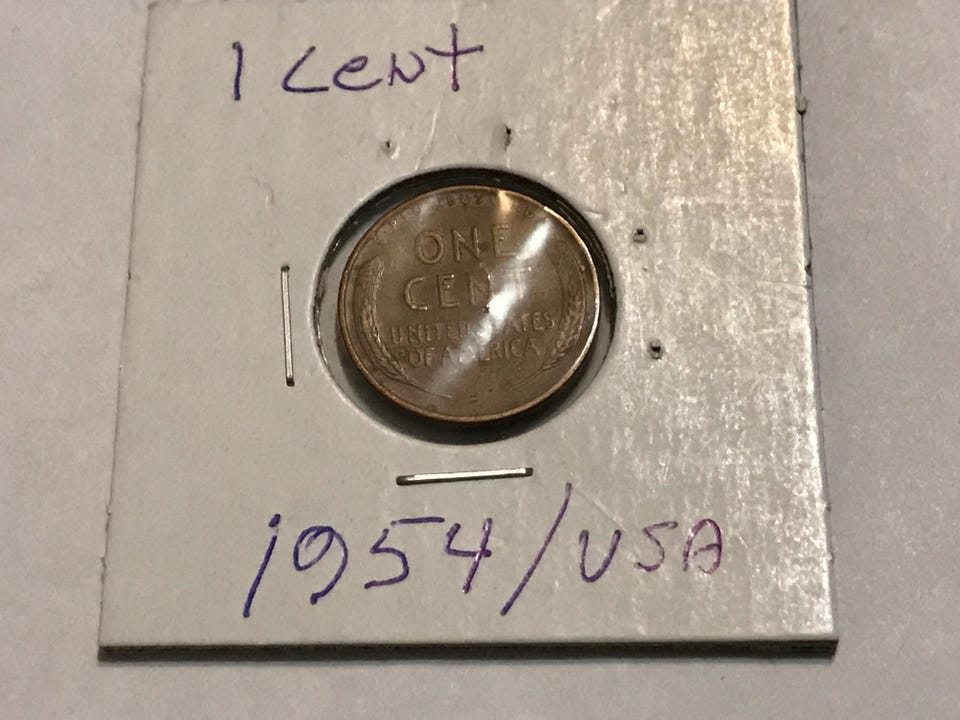 1 Cent
ONE
CENT
UNITED STATES
OF AMERICA
1954/USA